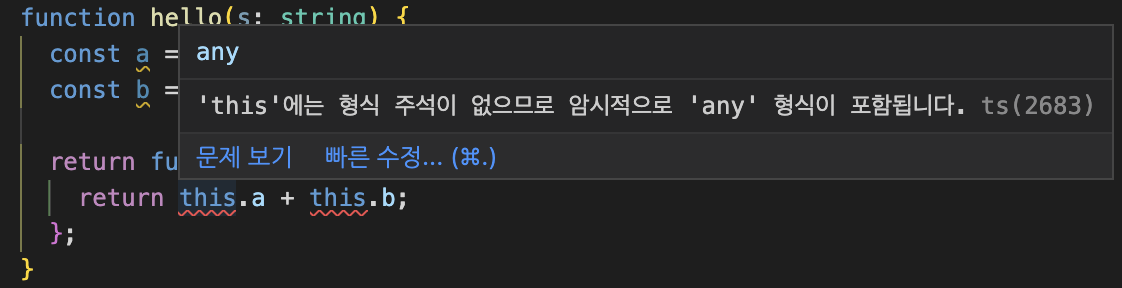 function hello(s: string) {
const a =
any
const b =
'this'에는 형식 주석이 없으므로 암시적으로 'any' 형식이 포함됩니다. ts(2683)
return fu
문제 보기 빠른 수정... (⌘.)
return this.a + this.b;
};
}